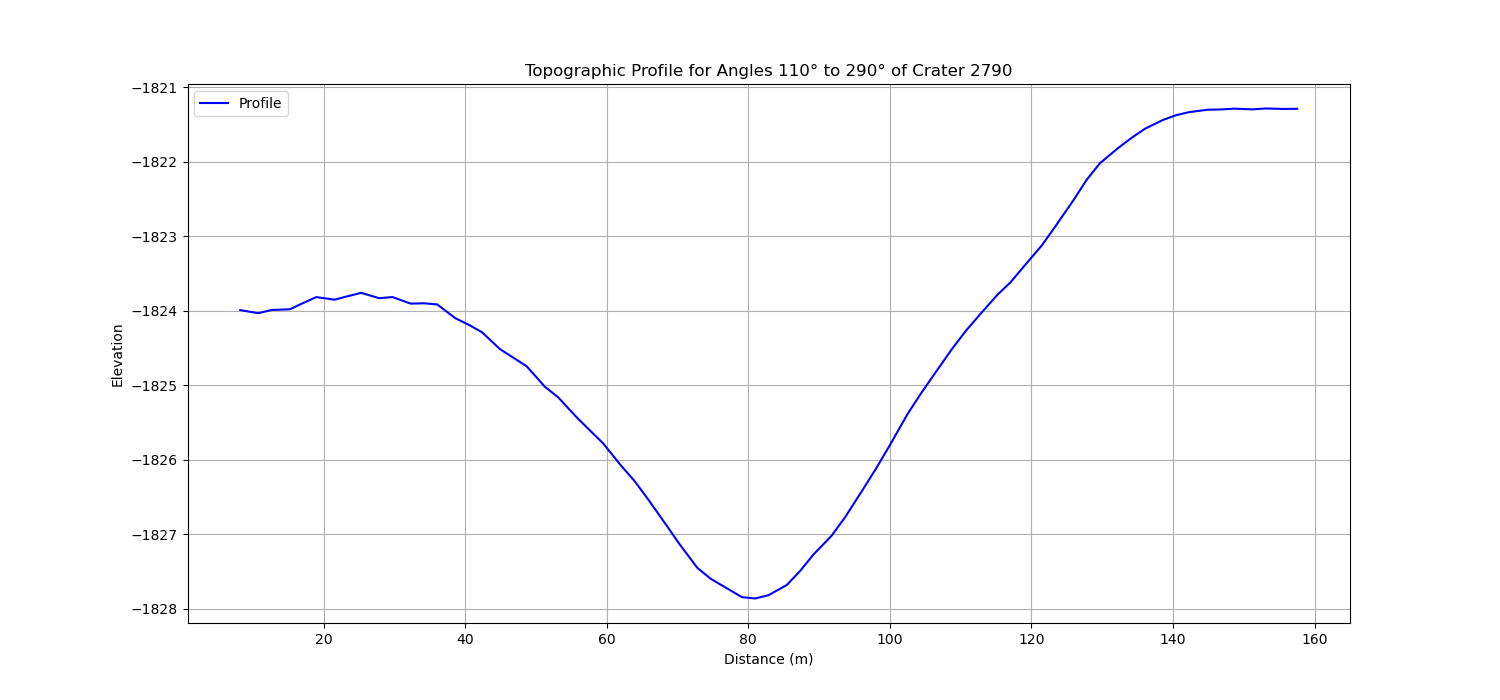 Topographic Profile for Angles 110° to 290° of Crater 2790
Profile
−1821
−1822
−1823
−1824
−1825
−1826
−1827
−1828
Elevation
20 40 60 80 100 120 140 160
Distance (m)